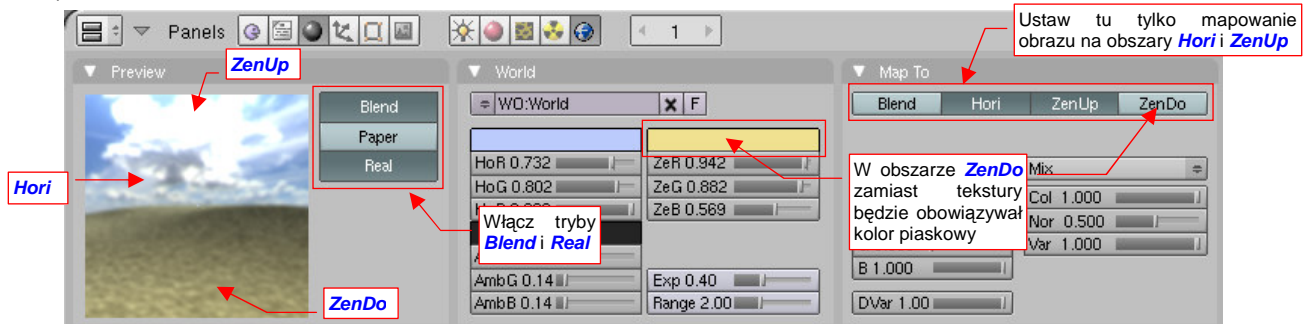 Ustaw tu tylko mapowanie
obrazu na obszary Hori i ZenUp
Panels
1
Preview
ZenUp
World
Map To
Blend
Paper
Real
WO:World
F
Blend Hori ZenUp ZenDo
HoR 0.732
ZeR 0.942
HoG 0.802
ZeG 0.882
ZeB 0.569
Hori
W obszarze ZenDo
zamiast tekstury
będzie obowiązywał
kolor piaskowy
Mix
Col 1.000
Nor 0.500
Var 1.000
Włącz tryby
Blend i Real
B 1.000
AmbG 0.14
Exp 0.40
AmbB 0.14
Range 2.00
DVar 1.00
ZenDo